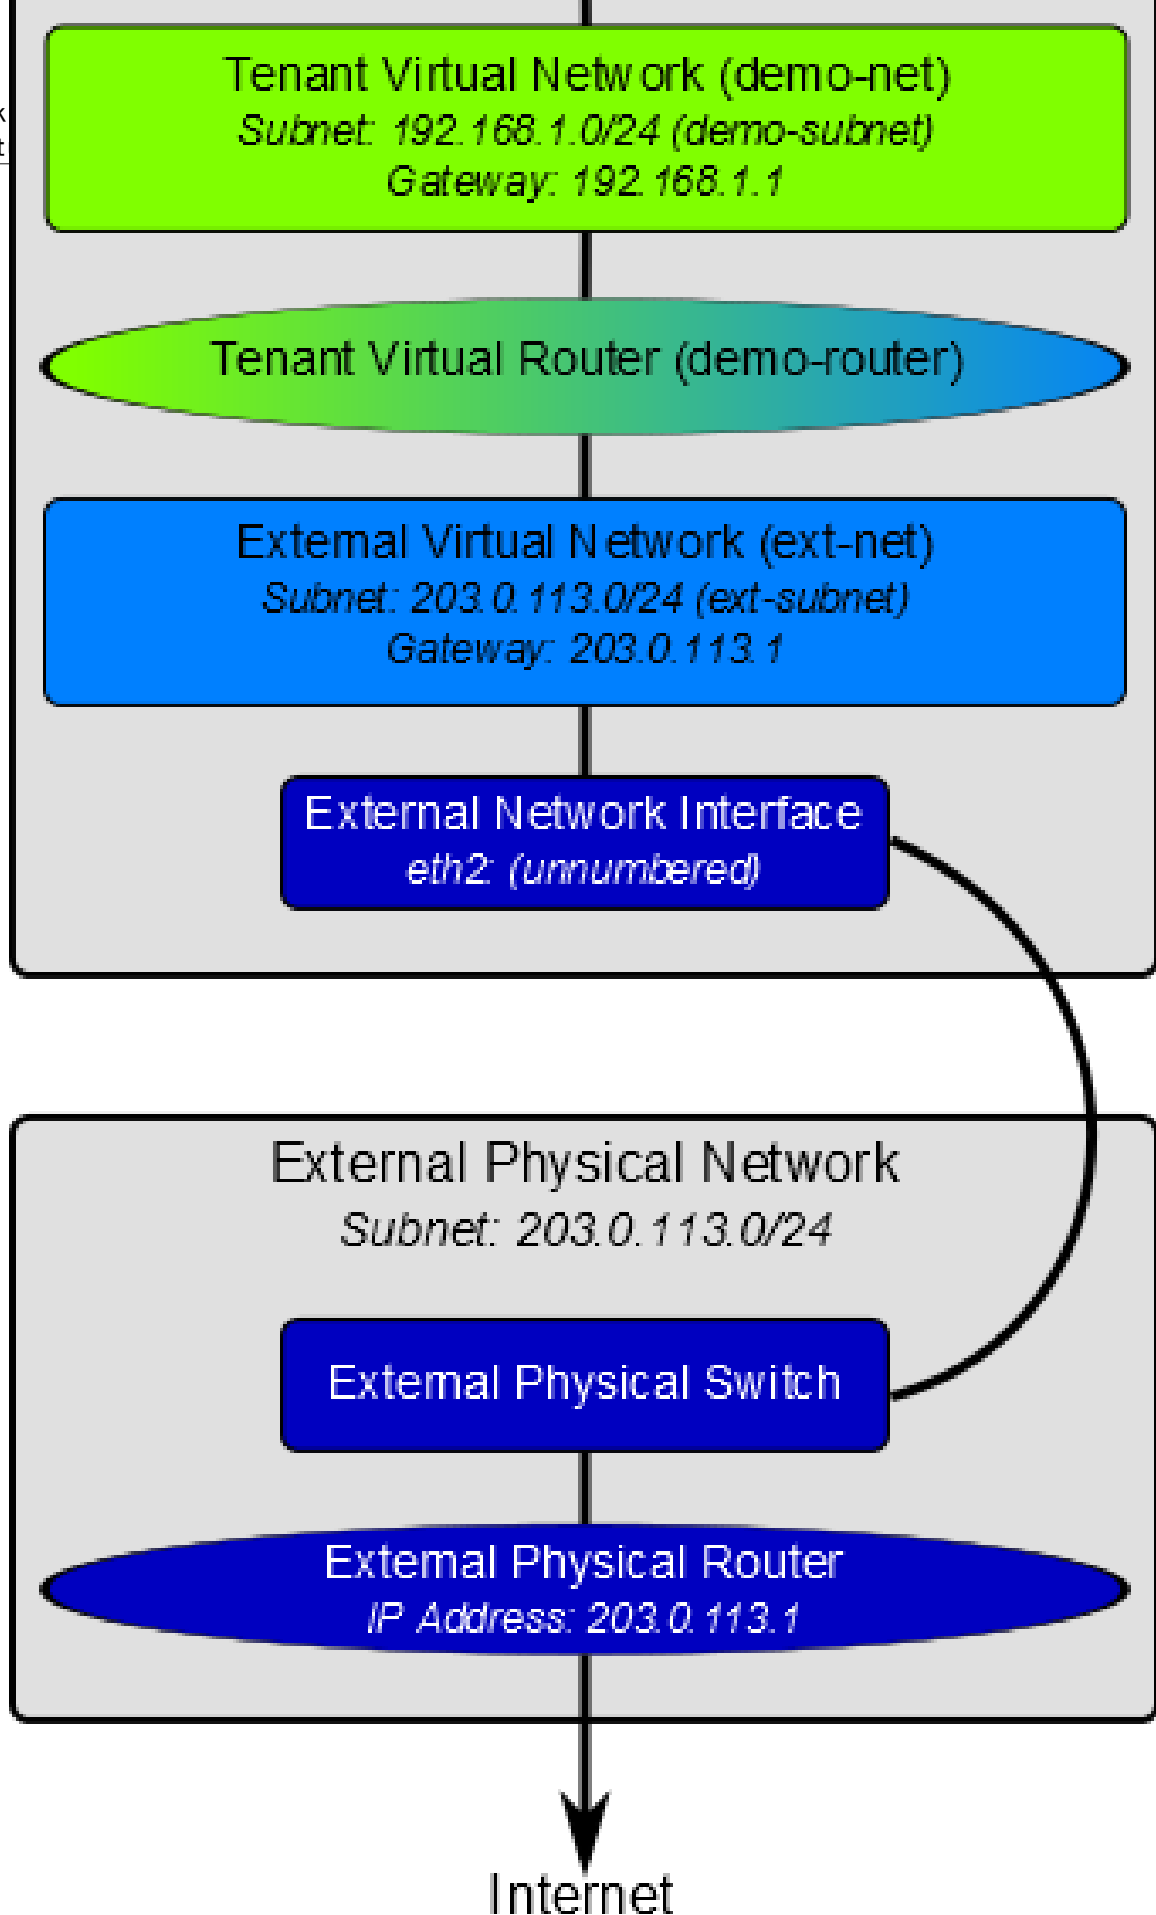 Tenant Virtual Network (demo-net)
Subnet: 192.168.1.0/24 (demo-subnet)
Gateway: 192.168.1.1
Tenant Virtual Router (demo-router)
External Virtual Network (ext-net)
Subnet: 203.0.113.0/24 (ext-subnet)
Gateway: 203.0.113.1
External Network Interface
eth2: (unnumbered)
External Physical Network
Subnet: 203.0.113.0/24
External Physical Switch
External Physical Router
IP Address: 203.0.113.1
Internet